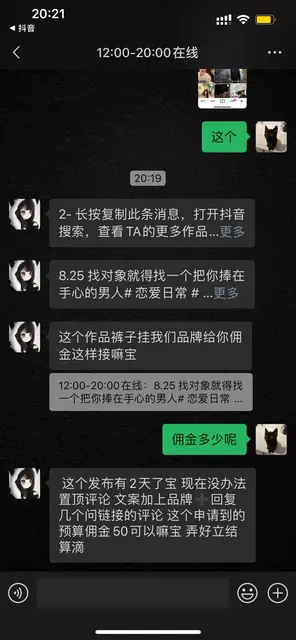 20:21
抖音
12:00-20:00在线
这个
20:19
2- 长按复制此条消息，打开抖音
搜索，查看TA的更多作品...更多
8.25 找对象就得找一个把你捧在
手心的男人# 恋爱日常 # ...更多
这个作品裤子挂我们品牌给你佣
金这样接嘛宝
12:00-20:00在线：8.25 找对象就得找
一个把你捧在手心的男人# 恋爱日常 ...
佣金多少呢
这个发布有2天了宝 现在没办法
置顶评论 文案加上品牌➕回复
几个问链接的评论 这个申请到的
预算佣金50可以嘛宝 弄好立结
算滴